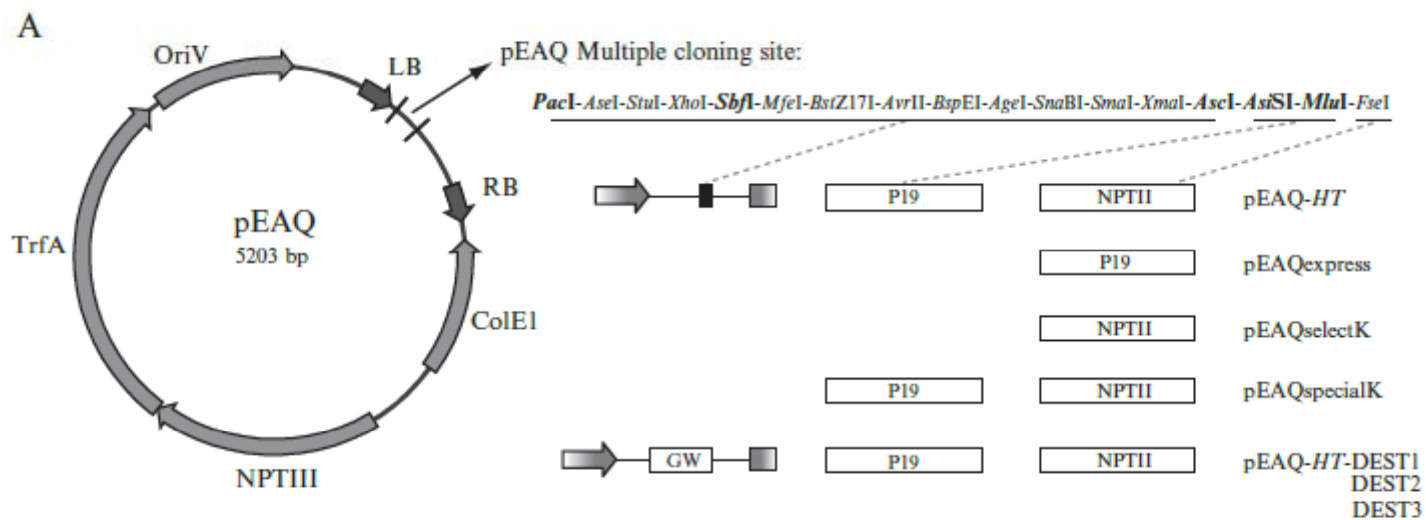 A
OriV
LB
pEAQ Multiple cloning site:
PacI-AseI-StuI-XhoI-SbfI-MfeI-BstZ17I-AvrII-BspEI-AgeI-SnaBI-SmaI-XmaI-AscI-AsiSI-MluI-FseI
RB
pEAQ
5203 bp
TrfA
ColE1
NPTIII
P19 NPTII pEAQ-HT
P19 pEAQexpress
NPTII pEAQselectK
P19 NPTII pEAQspecialK
GW P19 NPTII pEAQ-HT-DEST1
DEST2
DEST3